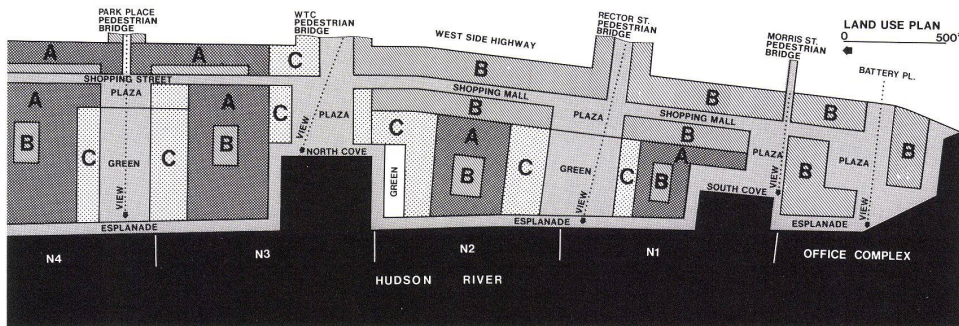 PARK PLACE
PEDESTRIAN
BRIDGE
WTC
PEDESTRIAN
BRIDGE
RECTOR ST.
PEDESTRIAN
BRIDGE
LAND USE PLAN
0 500'
MORRIS ST.
PEDESTRIAN
BRIDGE
BATTERY PL.
WEST SIDE HIGHWAY
A
A
C
B
B
B
B
SHOPPING STREET
SHOPPING MALL
SHOPPING MALL
A
PLAZA
A
C
PLAZA
B
A
PLAZA
B
A
PLAZA
PLAZA
B
B
C
C
B
C
C
C
C
B
B
B
VIEW
NORTH COVE
GREEN
GREEN
GREEN
VIEW
VIEW
VIEW
SOUTH COVE
VIEW
ESPLANADE
ESPLANADE
ESPLANADE
N4
N3
N2
N1
OFFICE COMPLEX
HUDSON RIVER